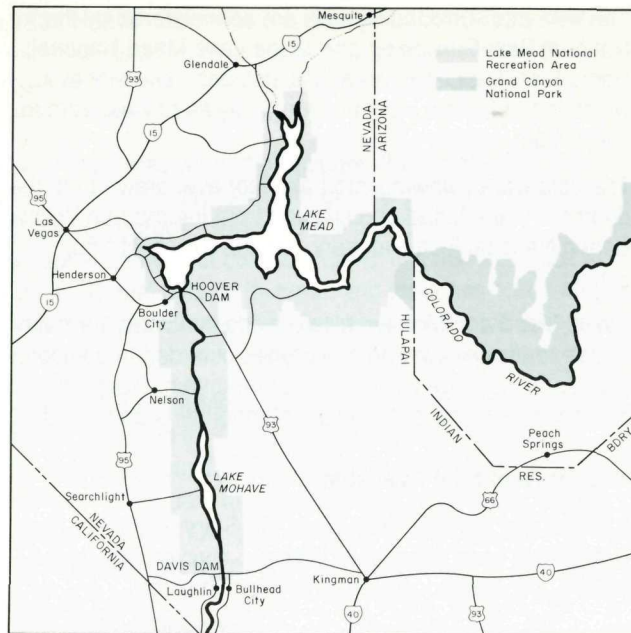 Mesquite
15
93
Glendale
Lake Mead National
Recreation Area
Grand Canyon
National Park
NEVADA
ARIZONA
15
95
Las
Vegas
LAKE
MEAD
Henderson
HOOVER
DAM
15
Boulder
City
COLORADO
RIVER
HULAPAI
INDIAN
RES.
BDRY
Nelson
93
Peach
Springs
95
LAKE
MOHAVE
66
Searchlight
NEVADA
CALIFORNIA
DAVIS DAM
Laughlin
Bullhead
City
Kingman
40
40
93